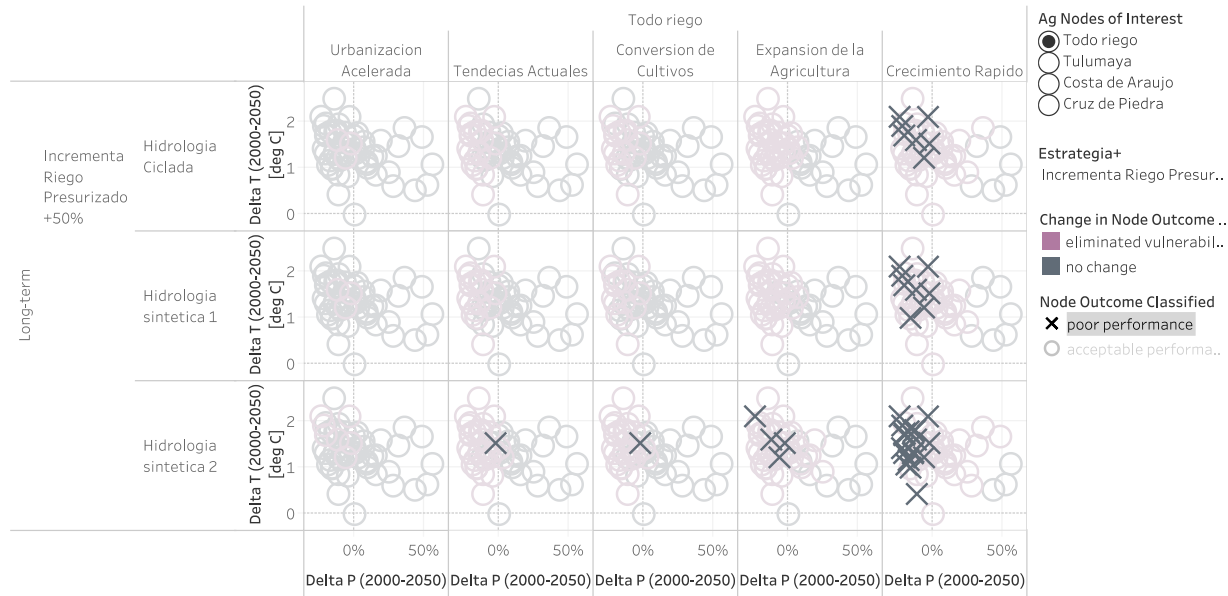 Todo riego
Urbanizacion
Acelerada
Tendecias Actuales
Conversion de
Cultivos
Expansion de la
Agricultura
Crecimiento Rapido
Long-term
Incrementa
Riego
Presurizado
+50%
Hidrologia
Ciclada
Delta T (2000-2050)
[deg C]
2
1
0
Hidrologia
sintetica 1
Delta T (2000-2050)
[deg C]
2
1
0
Hidrologia
sintetica 2
Delta T (2000-2050)
[deg C]
2
1
0
0% 50% 0% 50% 0% 50% 0% 50% 0% 50%
Delta P (2000-2050) Delta P (2000-2050) Delta P (2000-2050) Delta P (2000-2050) Delta P (2000-2050)
Ag Nodes of Interest
Todo riego
Tulumaya
Costa de Araujo
Cruz de Piedra
Estrategia+
Incrementa Riego Presur..
Change in Node Outcome ..
eliminated vulnerabil..
no change
Node Outcome Classified
poor performance
acceptable performa..